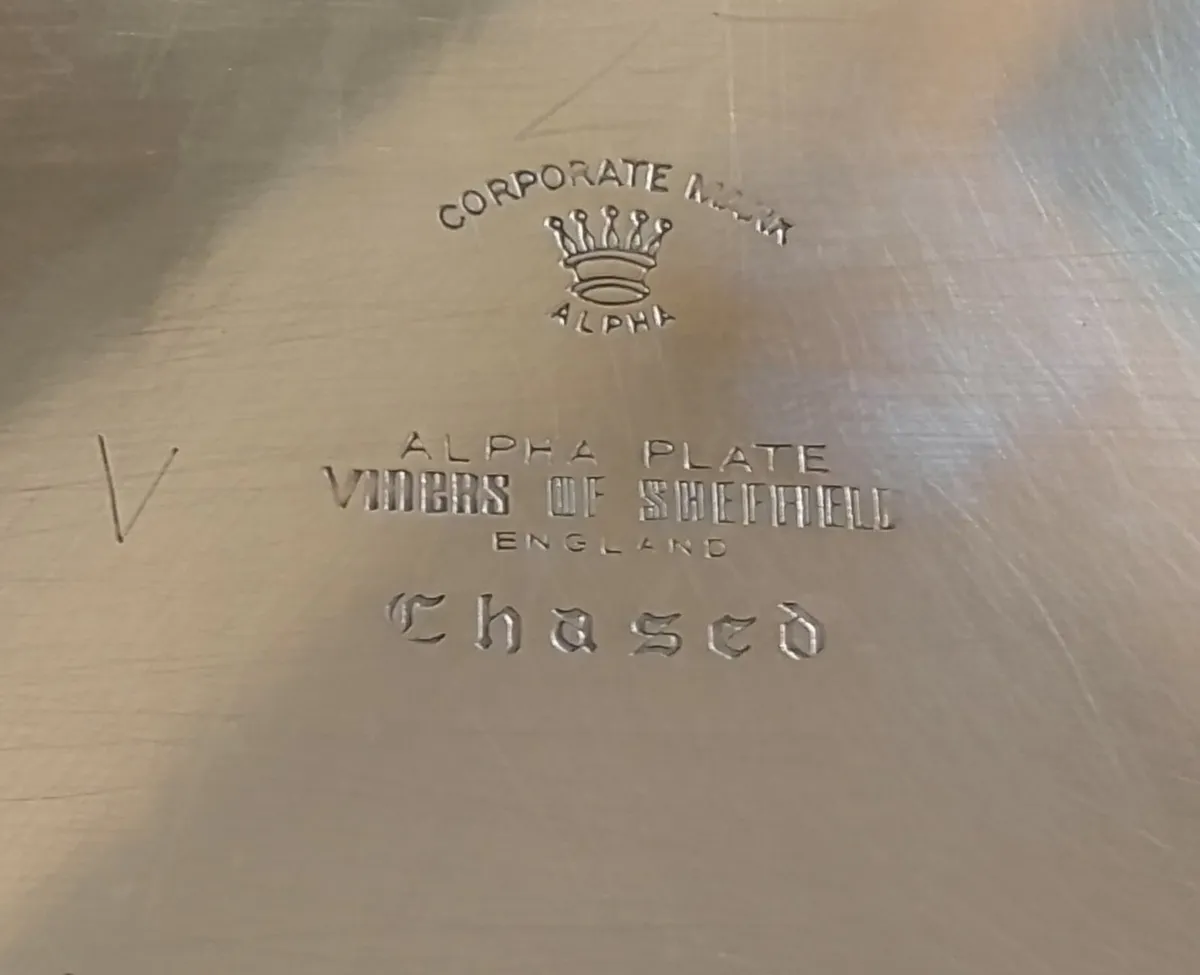 CORPORATE MARK
ALPHA
ALPHA PLATE
V
VINERS OF SHEFFIELD
ENGLAND
Chased